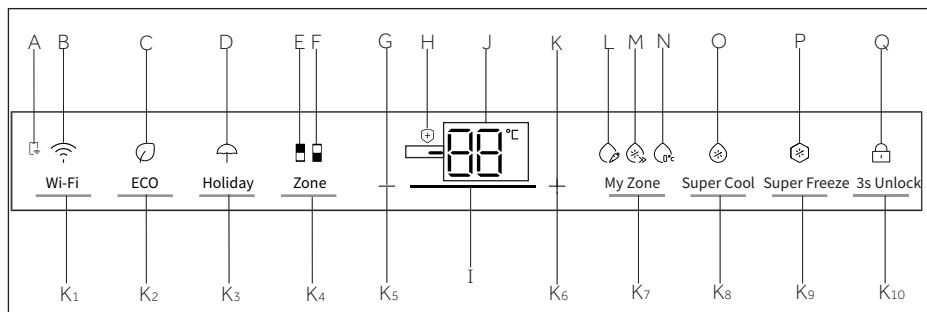 A B C D E F G H J K L M N O P Q
88 °C
0°c
Wi-Fi ECO Holiday Zone My Zone Super Cool Super Freeze 3s Unlock
K1 K2 K3 K4 K5 I K6 K7 K8 K9 K10